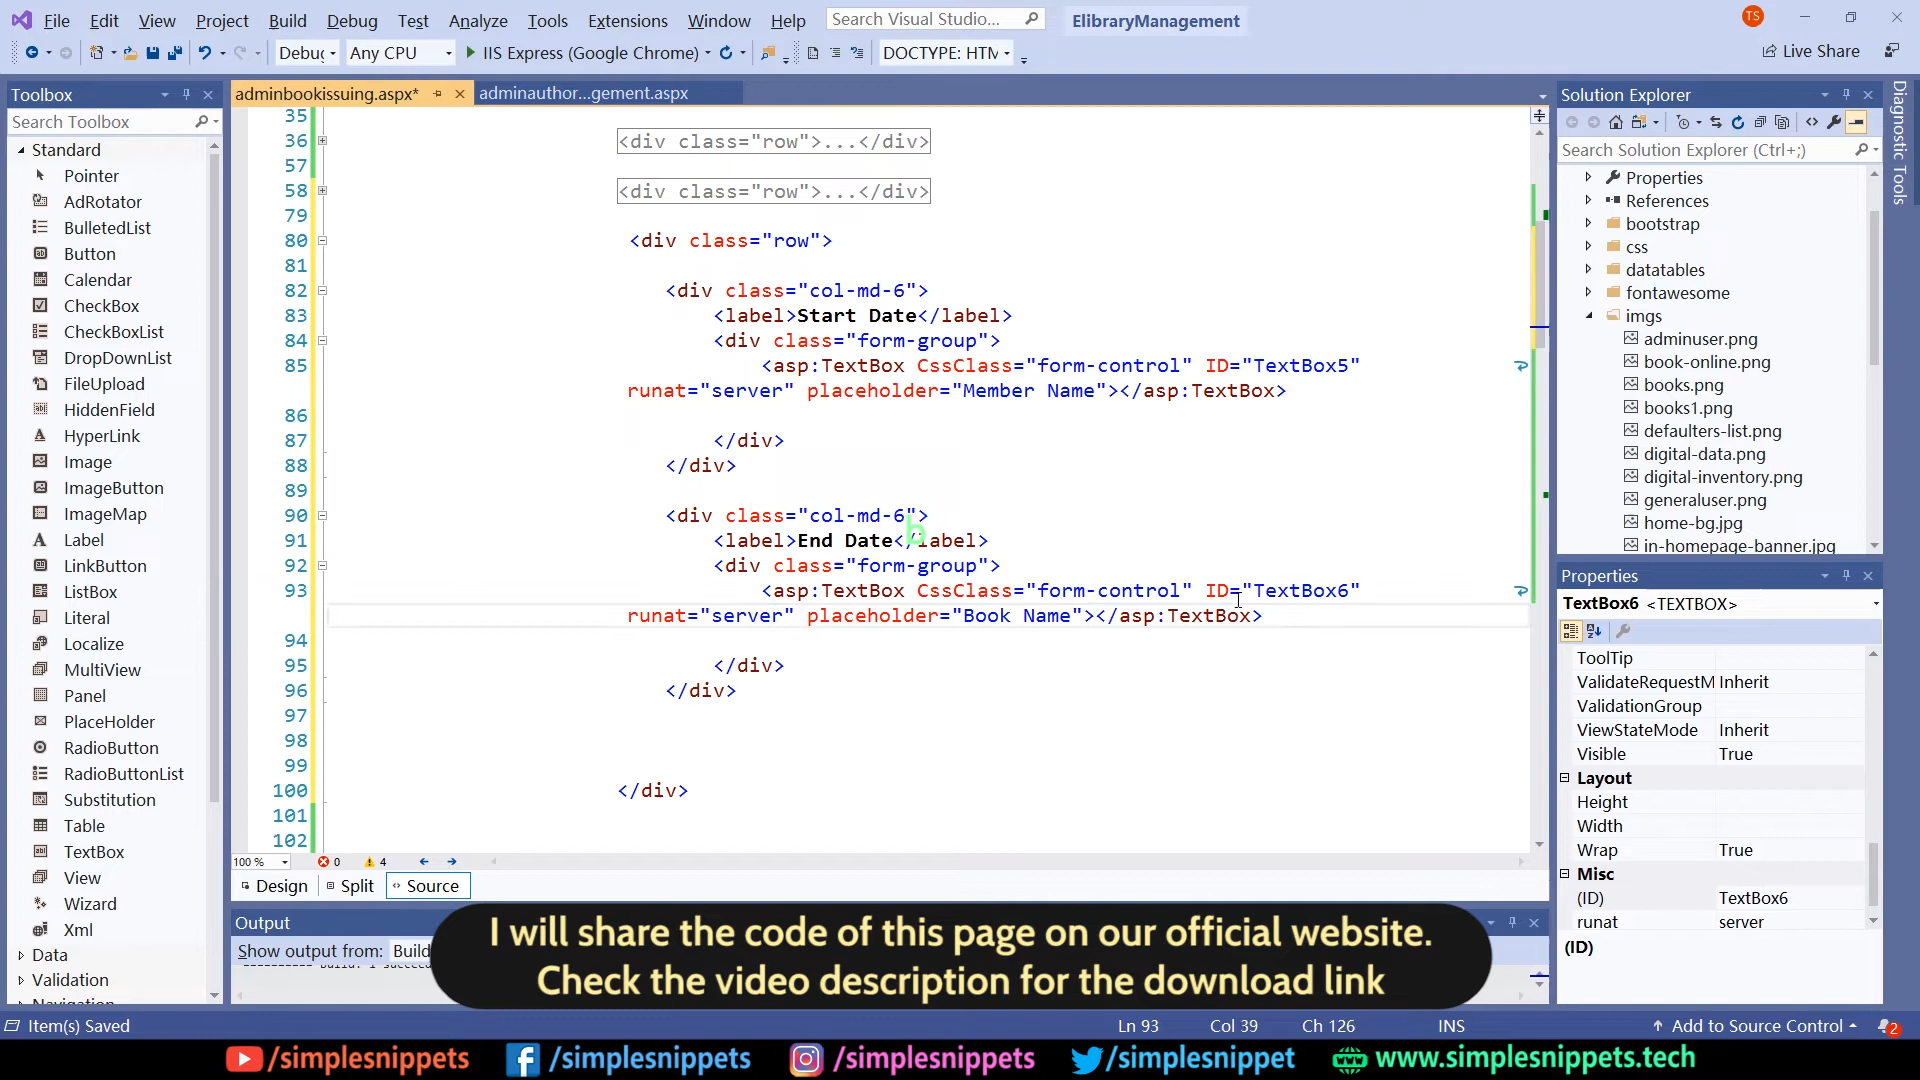 File Edit View Project Build Debug Test Analyze Tools Extensions Window Help Search Visual Studio... ElibraryManagement TS
Debug Any CPU IIS Express (Google Chrome) DOCTYPE: HTM Live Share
Toolbox
Search Toolbox
Standard
Pointer
AdRotator
BulletedList
Button
Calendar
CheckBox
CheckBoxList
DropDownList
FileUpload
HiddenField
HyperLink
Image
ImageButton
ImageMap
Label
LinkButton
ListBox
Literal
Localize
MultiView
Panel
PlaceHolder
RadioButton
RadioButtonList
Substitution
Table
TextBox
View
Wizard
Xml
Data
Validation
adminbookissuing.aspx* adminauthor...gement.aspx
35
36 <div class="row">...</div>
57
58 <div class="row">...</div>
79
80 <div class="row">
81
82 <div class="col-md-6">
83 <label>Start Date</label>
84 <div class="form-group">
85 <asp:TextBox CssClass="form-control" ID="TextBox5"
runat="server" placeholder="Member Name"></asp:TextBox>
86
87 </div>
88 </div>
89
90 <div class="col-md-6">
b
91 <label>End Date</label>
92 <div class="form-group">
93 <asp:TextBox CssClass="form-control" ID="TextBox6"
runat="server" placeholder="Book Name"></asp:TextBox>
94
95 </div>
96 </div>
97
98
99
100 </div>
101
102
100 % 0 4
Design Split Source
Output
Show output from: Build
I will share the code of this page on our official website.
Check the video description for the download link
Solution Explorer
Search Solution Explorer (Ctrl+;)
Properties
References
bootstrap
css
datatables
fontawesome
imgs
adminuser.png
book-online.png
books.png
books1.png
defaulters-list.png
digital-data.png
digital-inventory.png
generaluser.png
home-bg.jpg
in-homepage-banner.jpg
Properties
TextBox6 <TEXTBOX>
ToolTip
ValidateRequestM Inherit
ValidationGroup
ViewStateMode Inherit
Visible True
Layout
Height
Width
Wrap True
Misc
(ID) TextBox6
runat server
(ID)
Diagnostic Tools
Item(s) Saved Ln 93 Col 39 Ch 126 INS Add to Source Control 2
/simplesnippets /simplesnippets /simplesnippets /simplesnippets www.simplesnippets.tech